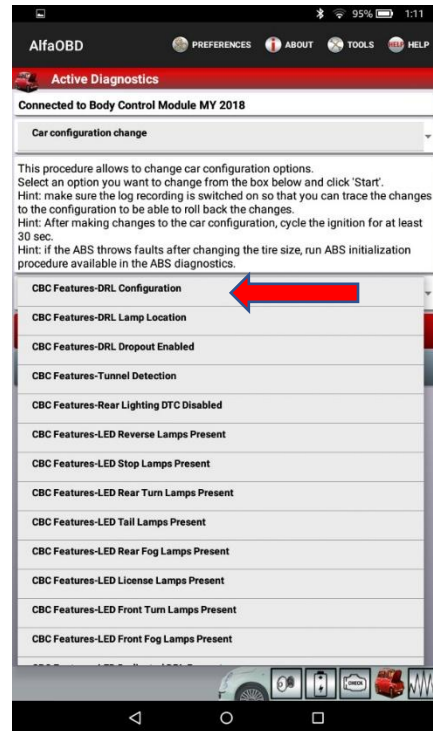 95% 1:11
AlfaOBD PREFERENCES ABOUT TOOLS HELP HELP
Active Diagnostics
Connected to Body Control Module MY 2018
Car configuration change
This procedure allows to change car configuration options.
Select an option you want to change from the box below and click 'Start'.
Hint: make sure the log recording is switched on so that you can trace the changes
to the configuration to be able to roll back the changes.
Hint: After making changes to the car configuration, cycle the ignition for at least
30 sec.
Hint: if the ABS throws faults after changing the tire size, run ABS initialization
procedure available in the ABS diagnostics.
CBC Features-DRL Configuration
CBC Features-DRL Lamp Location
CBC Features-DRL Dropout Enabled
CBC Features-Tunnel Detection
CBC Features-Rear Lighting DTC Disabled
CBC Features-LED Reverse Lamps Present
CBC Features-LED Stop Lamps Present
CBC Features-LED Rear Turn Lamps Present
CBC Features-LED Tail Lamps Present
CBC Features-LED Rear Fog Lamps Present
CBC Features-LED License Lamps Present
CBC Features-LED Front Turn Lamps Present
CBC Features-LED Front Fog Lamps Present
CHECK